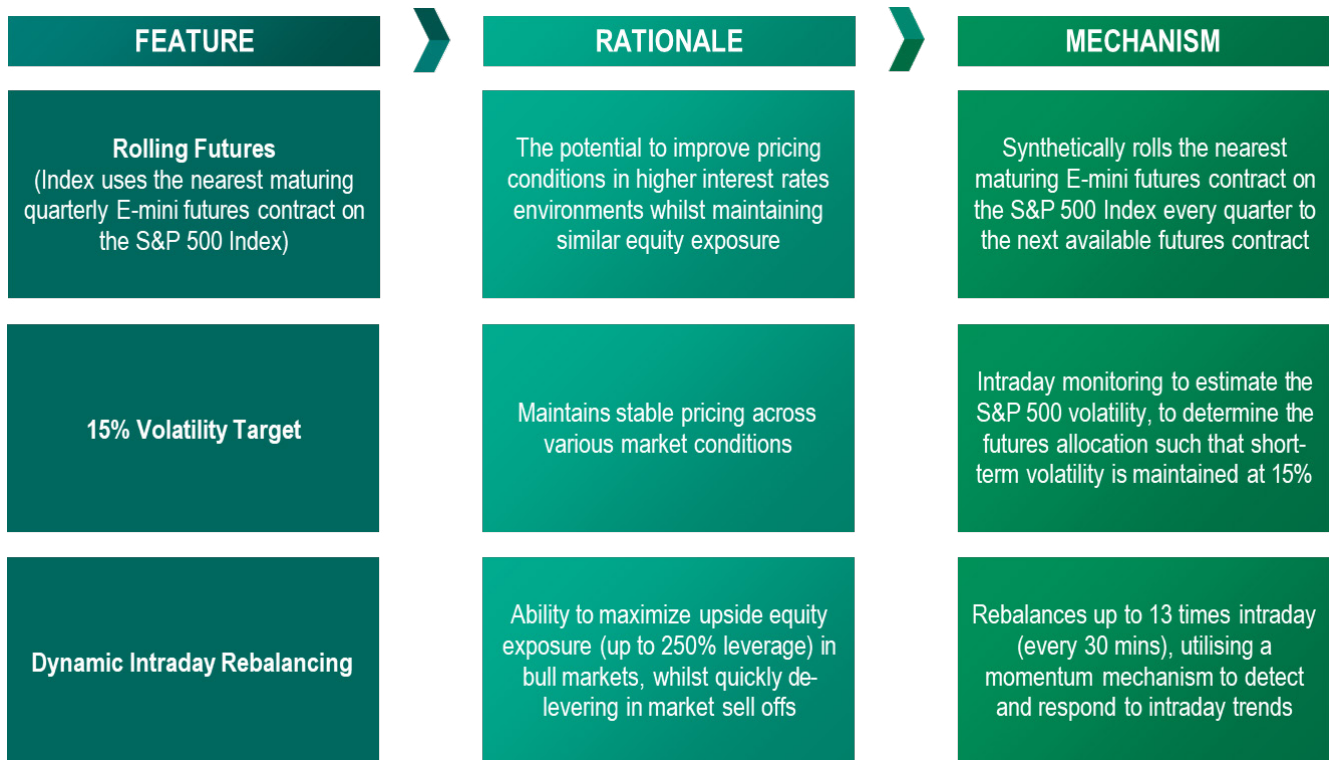 FEATURE
RATIONALE
MECHANISM
Rolling Futures
(Index uses the nearest maturing
quarterly E-mini futures contract on
the S&P 500 Index)
The potential to improve pricing
conditions in higher interest rates
environments whilst maintaining
similar equity exposure
Synthetically rolls the nearest
maturing E-mini futures contract on
the S&P 500 Index every quarter to
the next available futures contract
15% Volatility Target
Maintains stable pricing across
various market conditions
Intraday monitoring to estimate the
S&P 500 volatility, to determine the
futures allocation such that short-
term volatility is maintained at 15%
Dynamic Intraday Rebalancing
Ability to maximize upside equity
exposure (up to 250% leverage) in
bull markets, whilst quickly de-
levering in market sell offs
Rebalances up to 13 times intraday
(every 30 mins), utilising a
momentum mechanism to detect
and respond to intraday trends